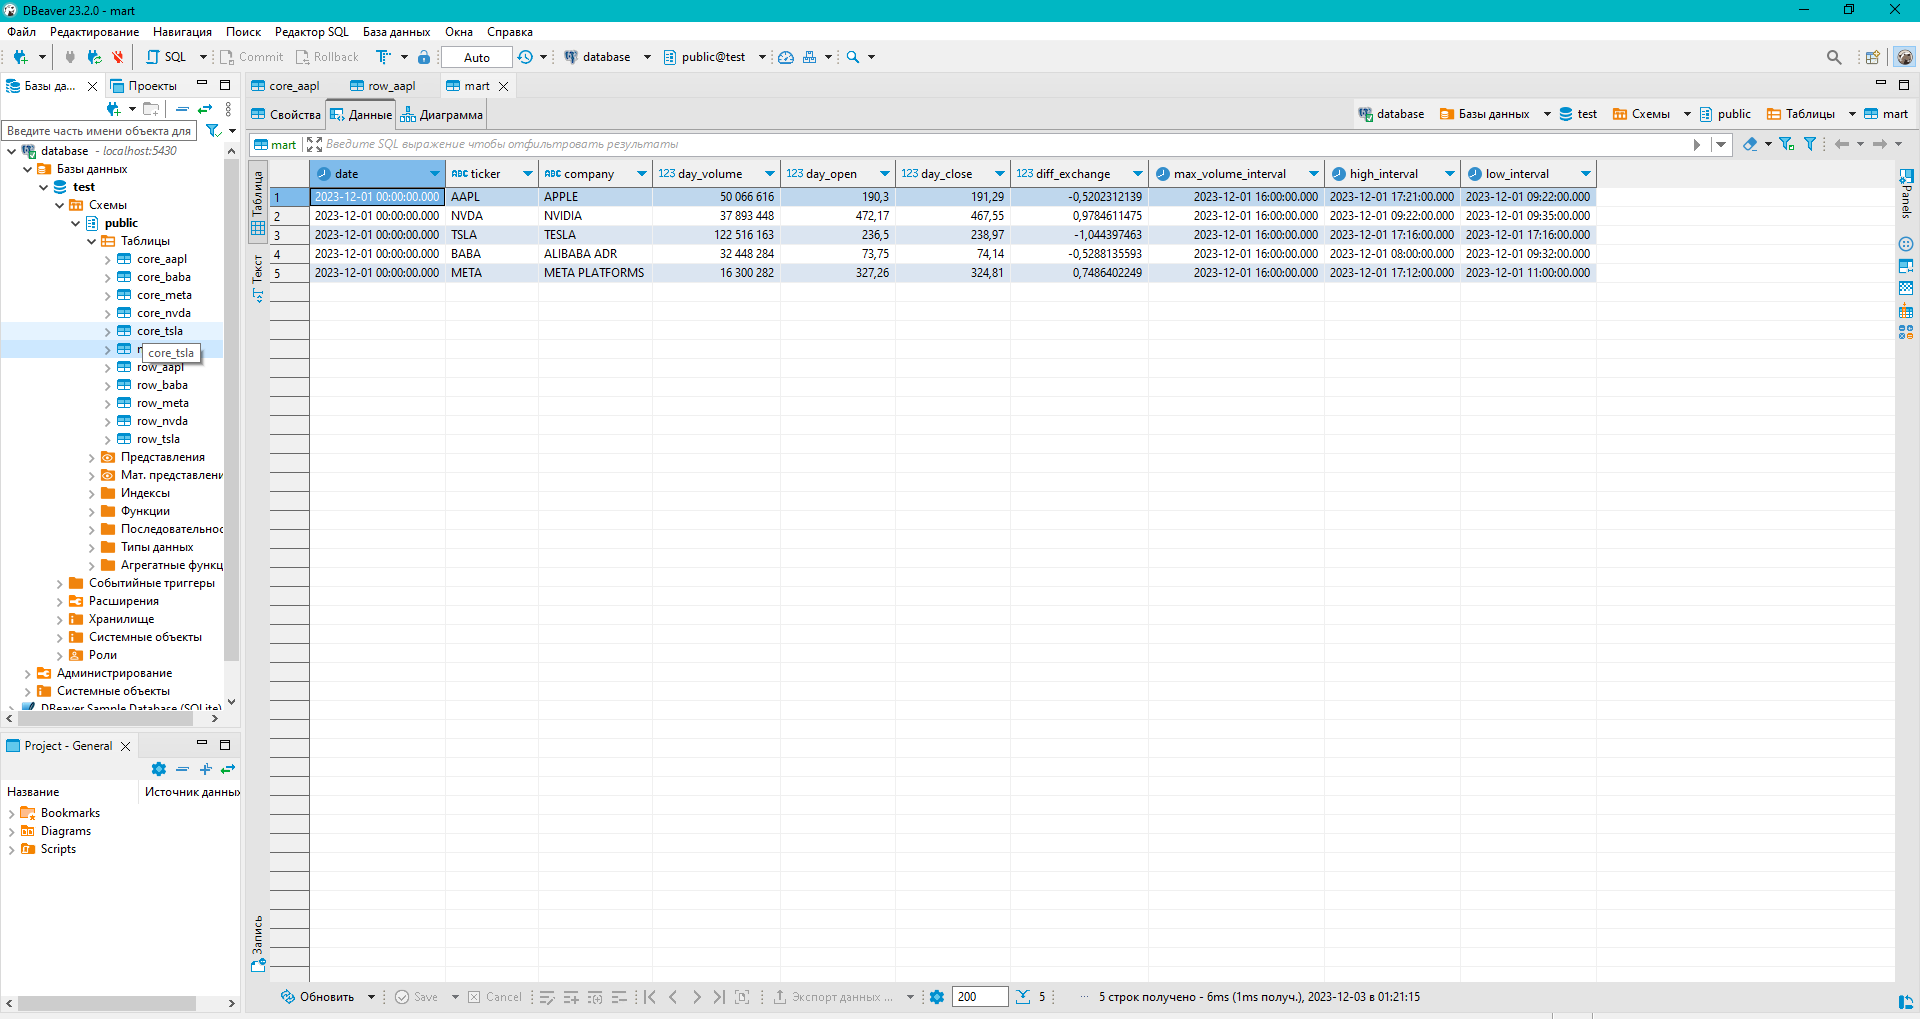 DBeaver 23.2.0 - mart
Файл Редактирование Навигация Поиск Редактор SQL База данных Окна Справка
SQL Commit Rollback Auto database public@test
Базы да... Проекты
Введите часть имени объекта для
database - localhost:5430
Базы данных
test
Схемы
public
Таблицы
core_aapl
core_baba
core_meta
core_nvda
core_tsla
core_tsla
row_aapl
row_baba
row_meta
row_nvda
row_tsla
Представления
Мат. представлени
Индексы
Функции
Последовательнос
Типы данных
Агрегатные функц
Событийные триггеры
Расширения
Хранилище
Системные объекты
Роли
Администрирование
Системные объекты
DBeaver Sample Database (SQLite)
Project - General
Название Источник данных
Bookmarks
Diagrams
Scripts
core_aapl row_aapl mart
Свойства Данные Диаграмма
database Базы данных test Схемы public Таблицы mart
mart Введите SQL выражение чтобы отфильтровать результаты
Таблица
Текст
Запись
date ticker company day_volume day_open day_close diff_exchange max_volume_interval high_interval low_interval
1 2023-12-01 00:00:00.000 AAPL APPLE 50 066 616 190,3 191,29 -0,5202312139 2023-12-01 16:00:00.000 2023-12-01 17:21:00.000 2023-12-01 09:22:00.000
2 2023-12-01 00:00:00.000 NVDA NVIDIA 37 893 448 472,17 467,55 0,9784611475 2023-12-01 16:00:00.000 2023-12-01 09:22:00.000 2023-12-01 09:35:00.000
3 2023-12-01 00:00:00.000 TSLA TESLA 122 516 163 236,5 238,97 -1,044397463 2023-12-01 16:00:00.000 2023-12-01 17:16:00.000 2023-12-01 17:16:00.000
4 2023-12-01 00:00:00.000 BABA ALIBABA ADR 32 448 284 73,75 74,14 -0,5288135593 2023-12-01 16:00:00.000 2023-12-01 08:00:00.000 2023-12-01 09:32:00.000
5 2023-12-01 00:00:00.000 META META PLATFORMS 16 300 282 327,26 324,81 0,7486402249 2023-12-01 16:00:00.000 2023-12-01 17:12:00.000 2023-12-01 11:00:00.000
Panels
Обновить Save Cancel Экспорт данных ... 200 5 5 строк получено - 6ms (1ms получ.), 2023-12-03 в 01:21:15